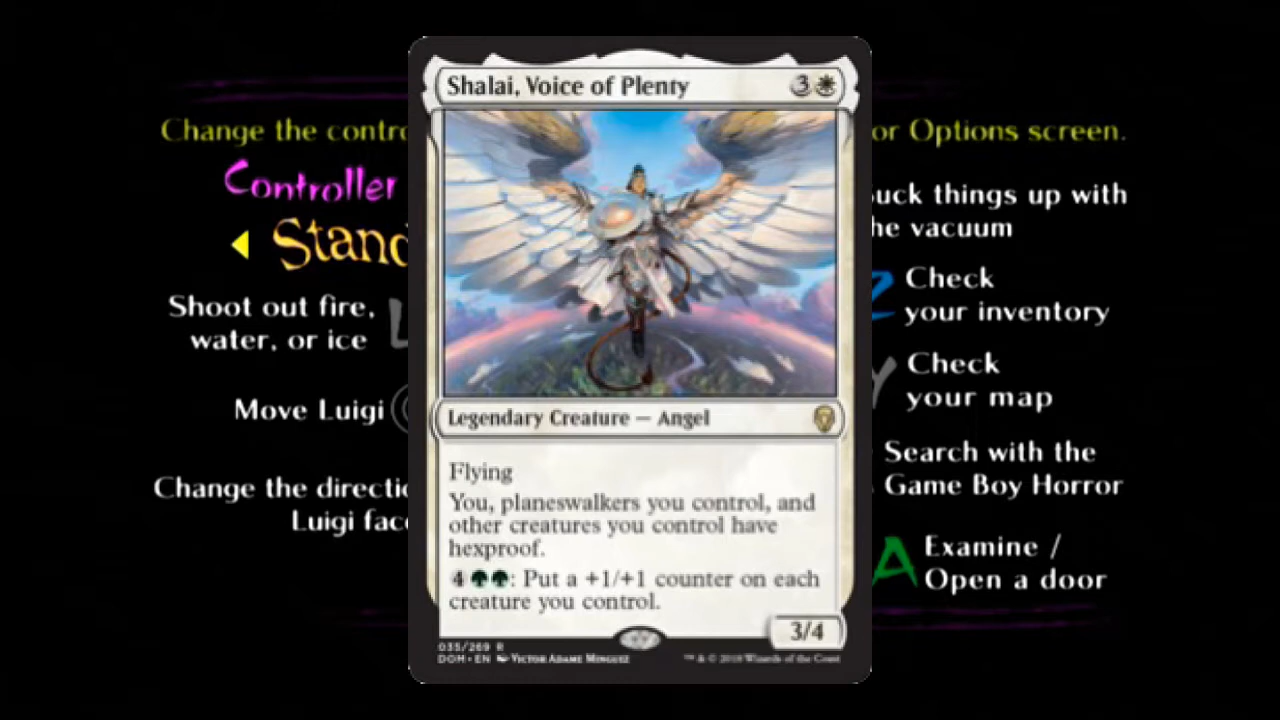 Shalai, Voice of Plenty 3
Change the contro
or Options screen.
Controller
Stand
Shoot out fire,
water, or ice
L
Move Luigi
Change the directio
Luigi fac
uck things up with
he vacuum
Z Check
your inventory
Y Check
your map
Search with the
Game Boy Horror
A Examine /
Open a door
Legendary Creature — Angel
Flying
You, planeswalkers you control, and
other creatures you control have
hexproof.
4: Put a +1/+1 counter on each
creature you control.
3/4
035/269 R
DOM • EN Victor Adame Minguez
™ & © 2018 Wizards of the Coast